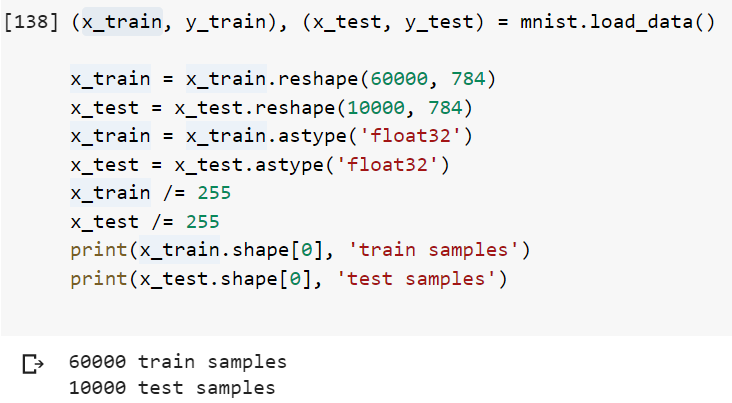 [138] (x_train, y_train), (x_test, y_test) = mnist.load_data()
x_train = x_train.reshape(60000, 784)
x_test = x_test.reshape(10000, 784)
x_train = x_train.astype('float32')
x_test = x_test.astype('float32')
x_train /= 255
x_test /= 255
print(x_train.shape[0], 'train samples')
print(x_test.shape[0], 'test samples')
60000 train samples
10000 test samples